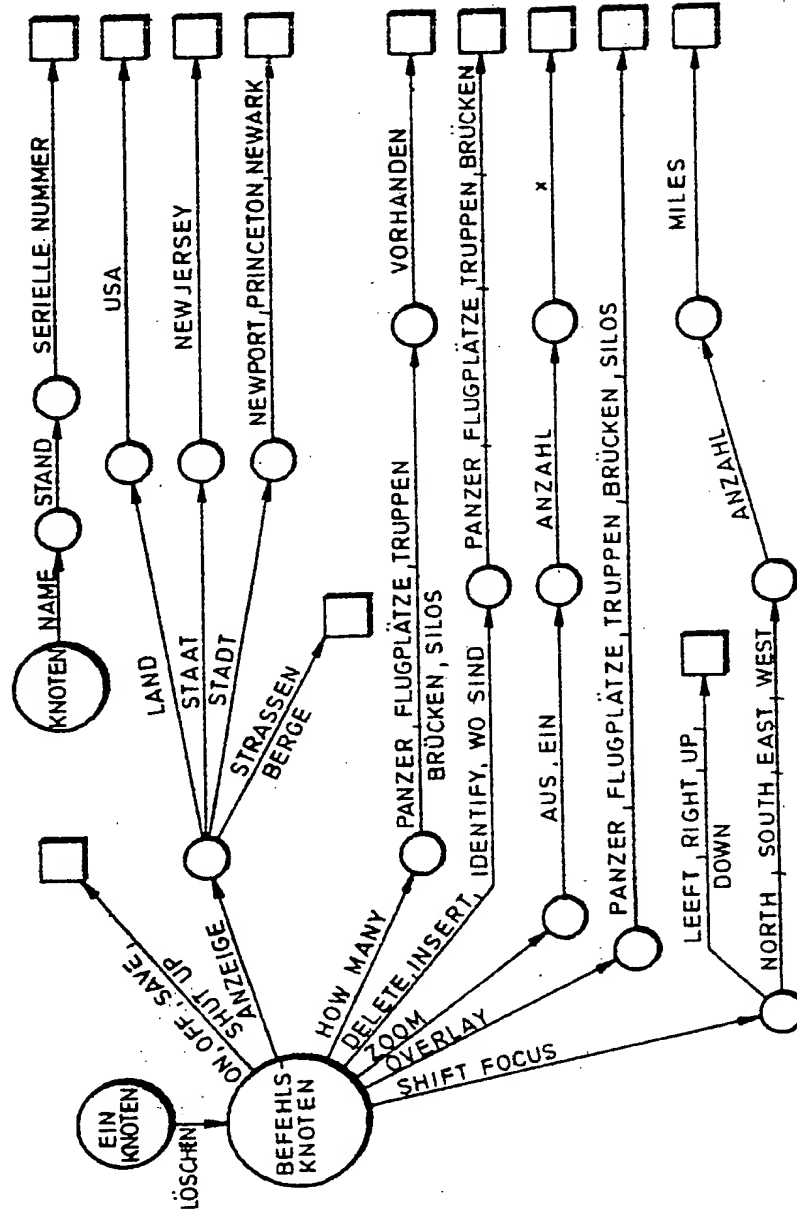 KNOTEN
NAME
STAND
SERIELLE NUMMER
LAND
USA
STAAT
NEW JERSEY
STADT
NEWPORT, PRINCETON, NEWARK
STRASSEN
BERGE
EIN
KNOTEN
LÖSCHEN
BEFEHLS-
KNOTEN
ON, OFF, SAVE,
SHUT UP
ANZEIGE
HOW MANY
PANZER, FLUGPLÄTZE, TRUPPEN
BRÜCKEN, SILOS
VORHANDEN
DELETE, INSERT, IDENTIFY, WO SIND
PANZER, FLUGPLÄTZE, TRUPPEN, BRÜCKEN
ZOOM
AUS, EIN
ANZAHL
x
OVERLAY
PANZER, FLUGPLÄTZE, TRUPPEN, BRÜCKEN, SILOS
SHIFT FOCUS
LEEFT, RIGHT, UP,
DOWN
NORTH, SOUTH, EAST, WEST
ANZAHL
MILES